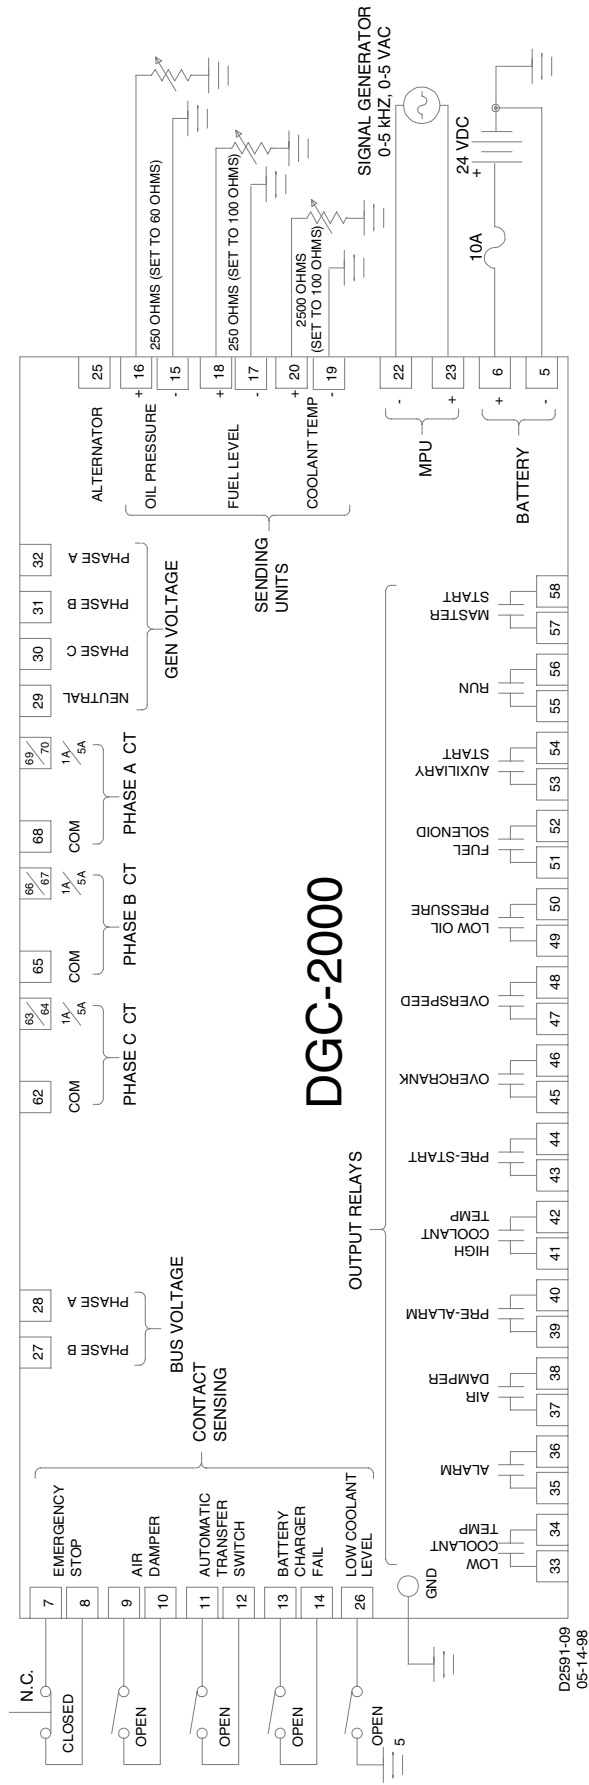 SIGNAL GENERATOR
0-5 kHZ, 0-5 VAC
250 OHMS (SET TO 60 OHMS)
250 OHMS (SET TO 100 OHMS)
2500 OHMS
(SET TO 100 OHMS)
10A
24 VDC
+
25
16
15
18
17
20
19
22
23
6
5
+
-
+
-
+
-
-
+
+
-
ALTERNATOR
OIL PRESSURE
FUEL LEVEL
COOLANT TEMP
SENDING
UNITS
MPU
BATTERY
32
31
30
29
PHASE A
PHASE B
PHASE C
NEUTRAL
GEN VOLTAGE
69/70
68
1A/5A
COM
PHASE A CT
66/67
65
1A/5A
COM
PHASE B CT
63/64
62
1A/5A
COM
PHASE C CT
28
27
PHASE A
PHASE B
BUS VOLTAGE
DGC-2000
OUTPUT RELAYS
MASTER
START
58
57
RUN
56
55
AUXILIARY
START
54
53
FUEL
SOLENOID
52
51
LOW OIL
PRESSURE
50
49
OVERSPEED
48
47
OVERCRANK
46
45
PRE-START
44
43
HIGH
COOLANT
TEMP
42
41
PRE-ALARM
40
39
AIR
DAMPER
38
37
ALARM
36
35
LOW
COOLANT
TEMP
34
33
CONTACT
SENSING
EMERGENCY
STOP
7
8
AIR
DAMPER
9
10
AUTOMATIC
TRANSFER
SWITCH
11
12
BATTERY
CHARGER
FAIL
13
14
LOW COOLANT
LEVEL
26
GND
N.C.
CLOSED
OPEN
OPEN
OPEN
OPEN
5
D2591-09
05-14-98